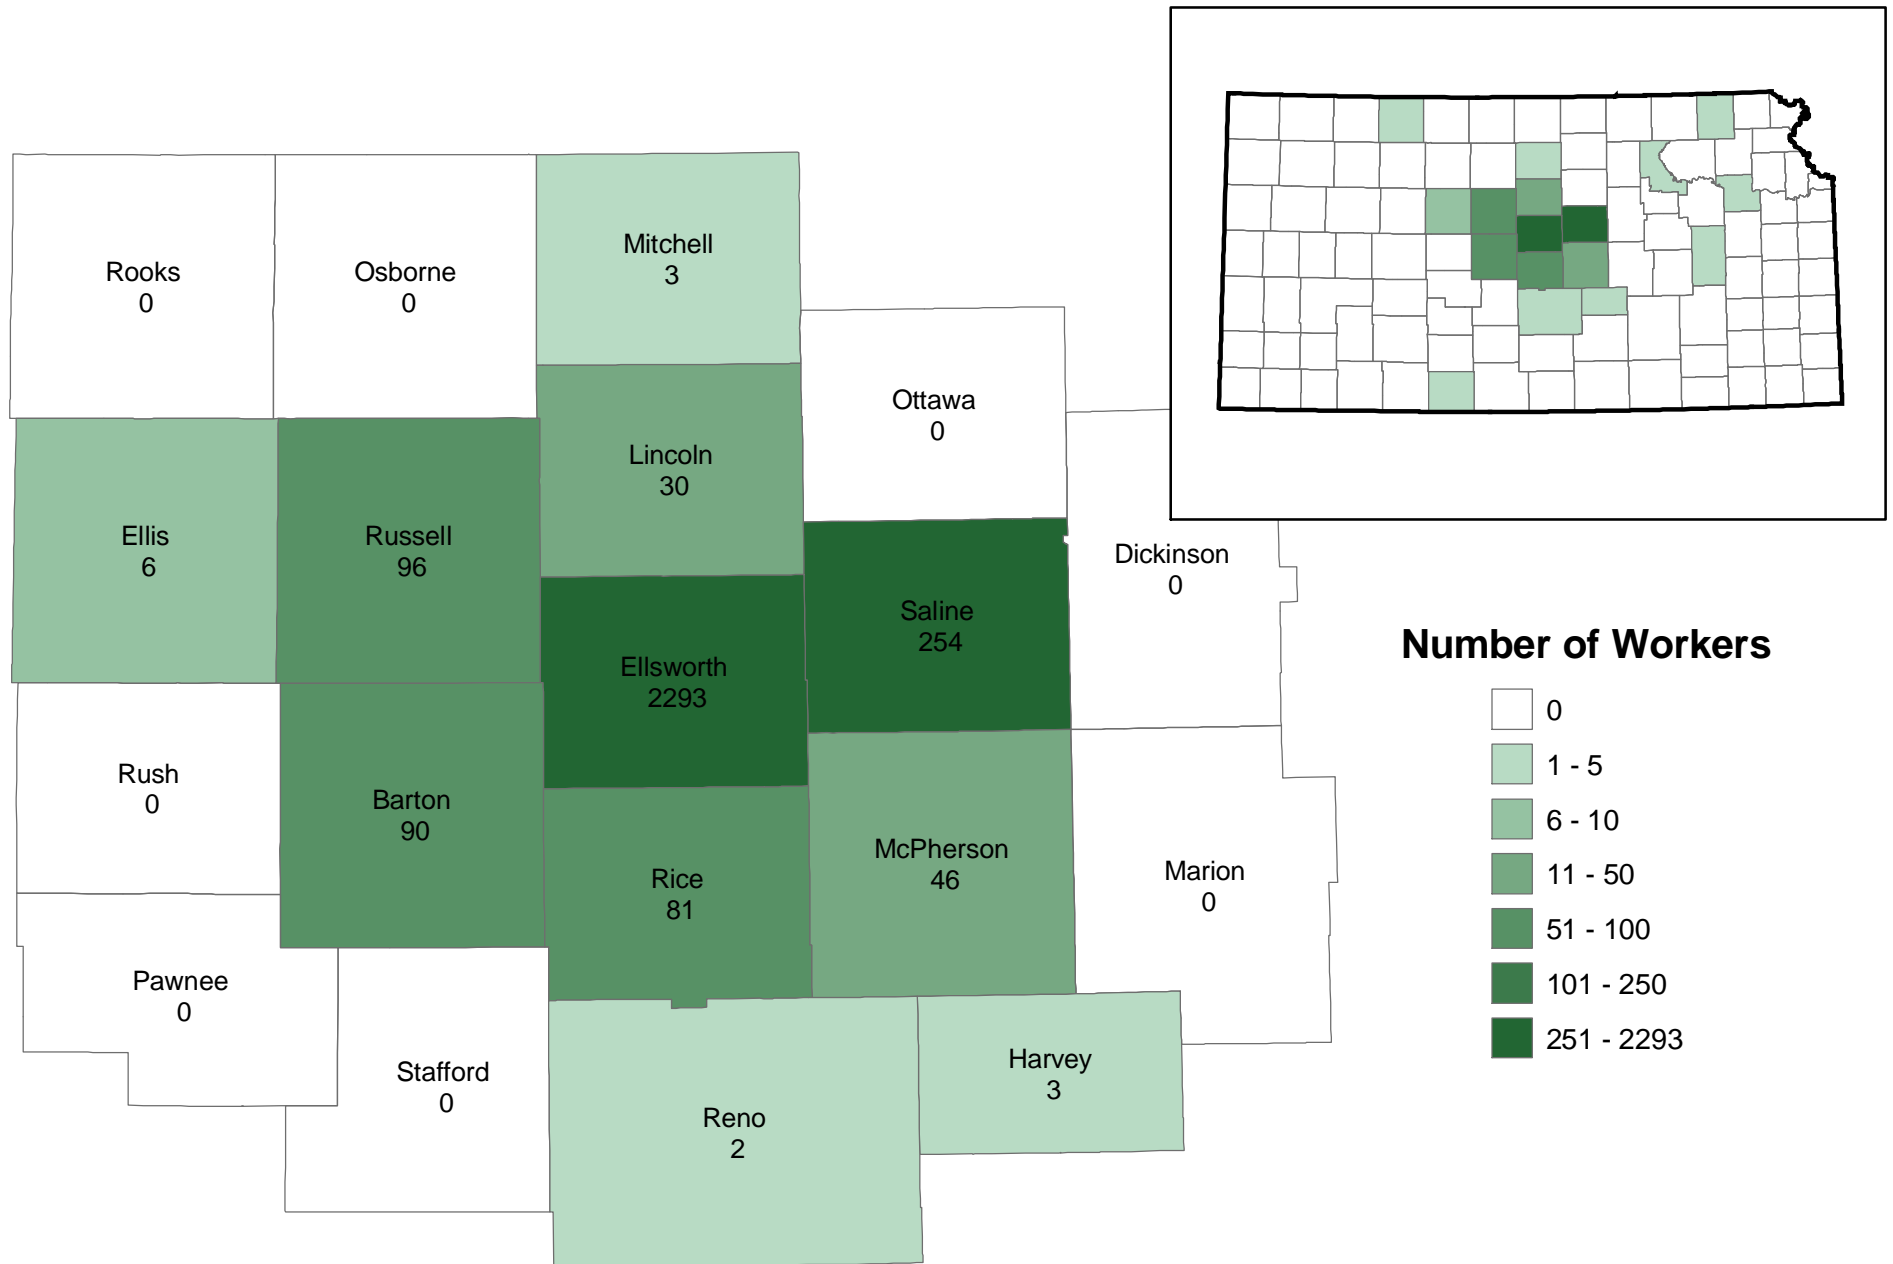 Mitchell
3
Rooks
0
Osborne
0
Ottawa
0
Lincoln
30
Ellis
6
Russell
96
Dickinson
0
Saline
254
Ellsworth
2293
Rush
0
Barton
90
McPherson
46
Rice
81
Marion
0
Pawnee
0
Stafford
0
Harvey
3
Reno
2
Number of Workers
0
1 - 5
6 - 10
11 - 50
51 - 100
101 - 250
251 - 2293